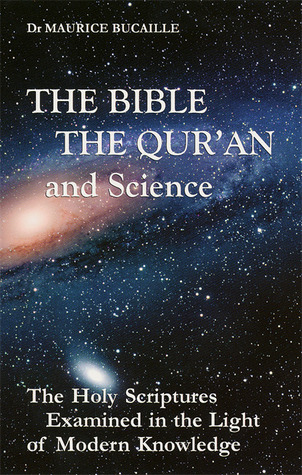 Dr MAURICE BUCAILLE
THE BIBLE
THE QUR'AN
and Science
The Holy Scriptures
Examined in the Light
of Modern Knowledge